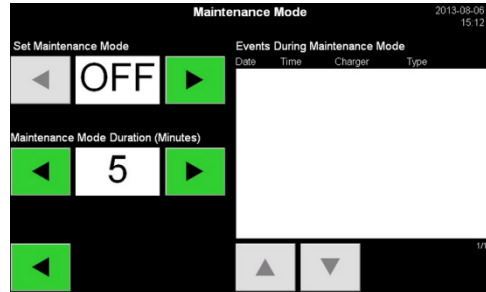 Maintenance Mode
2013-08-06
15:12
Set Maintenance Mode
OFF
Events During Maintenance Mode
Date Time Charger Type
Maintenance Mode Duration (Minutes)
5
1/1